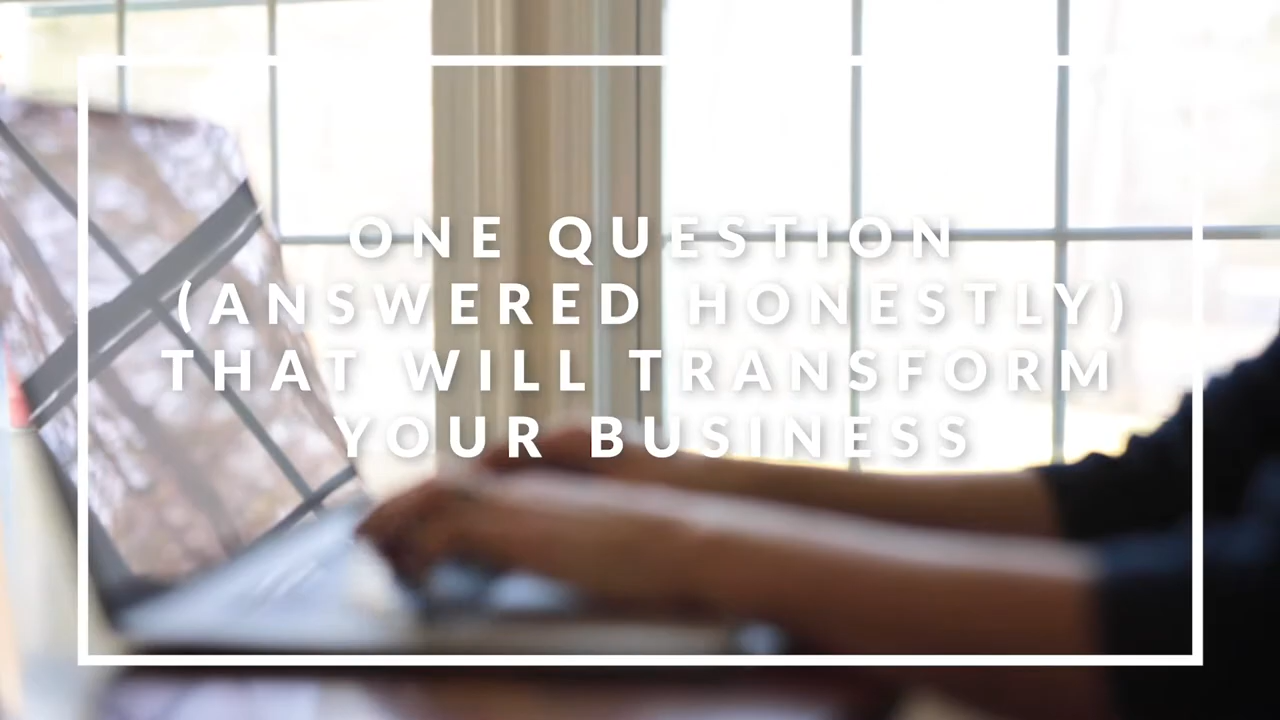 ONE QUESTION
(ANSWERED HONESTLY)
THAT WILL TRANSFORM
YOUR BUSINESS